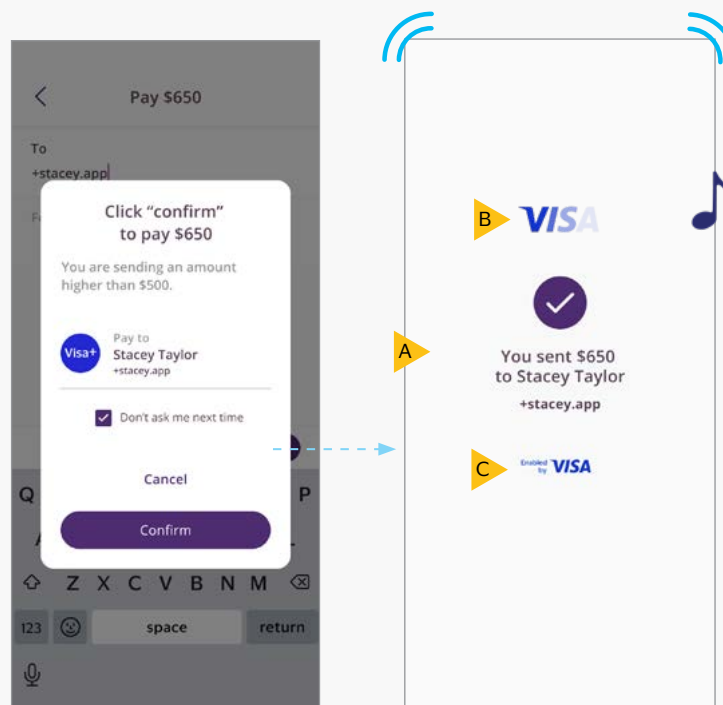 Pay $650
To
+stacey.app
Click “confirm”
to pay $650
You are sending an amount
higher than $500.
Visa+
Pay to
Stacey Taylor
+stacey.app
Don't ask me next time
Cancel
Confirm
Q
P
Z X C V B N M
123
space
return
A
B
VISA
You sent $650
to Stacey Taylor
+stacey.app
C
Enabled
by VISA